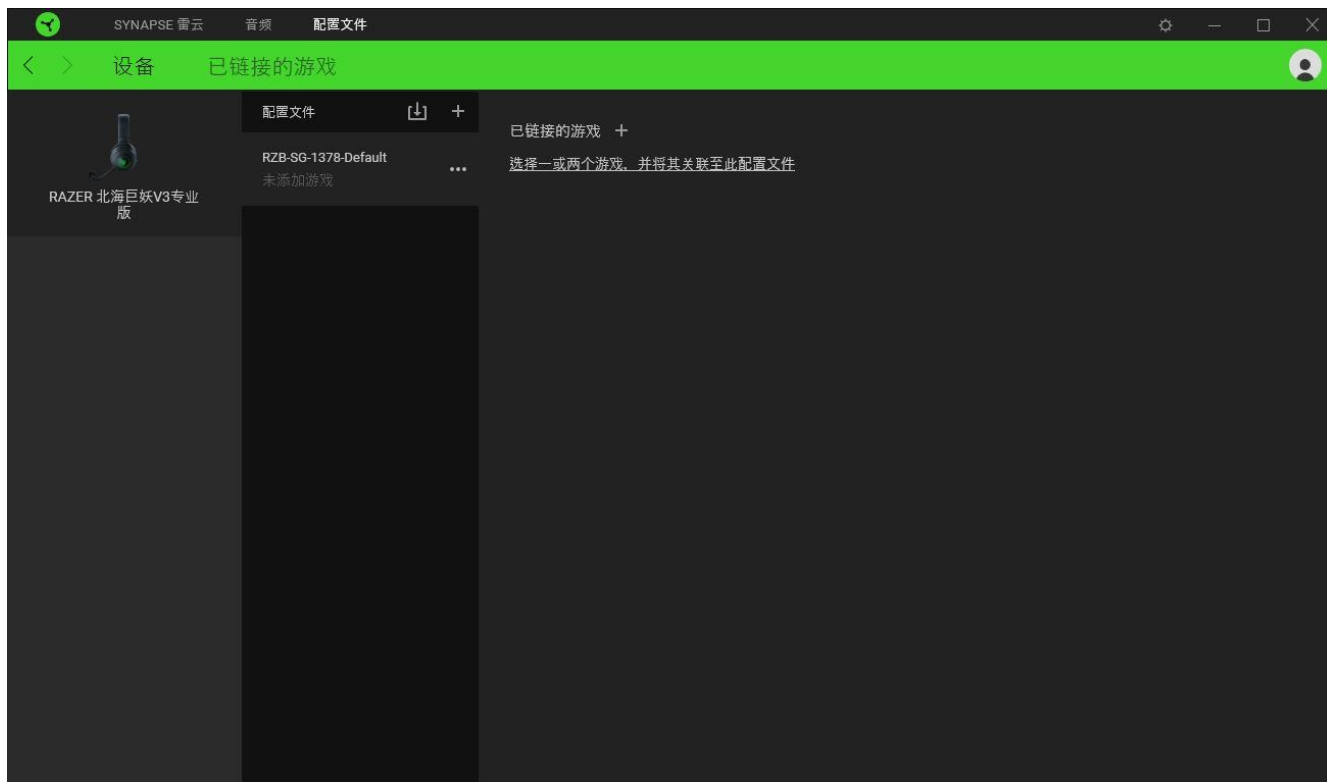 SYNAPSE 雷云 音频 配置文件
设备 已链接的游戏
RAZER 北海巨妖V3专业
版
配置文件
RZB-SG-1378-Default
未添加游戏
已链接的游戏
选择一或两个游戏，并将其关联至此配置文件